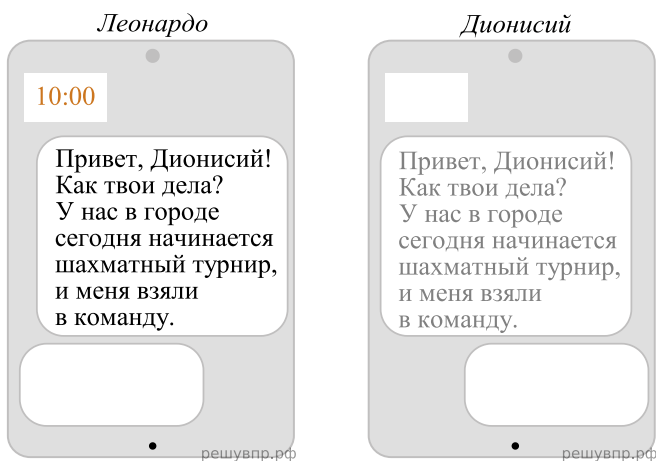 Леонардо
10:00
Привет, Дионисий!
Как твои дела?
У нас в городе
сегодня начинается
шахматный турнир,
и меня взяли
в команду.
решувпр.рф
Дионисий
Привет, Дионисий!
Как твои дела?
У нас в городе
сегодня начинается
шахматный турнир,
и меня взяли
в команду.
решувпр.рф